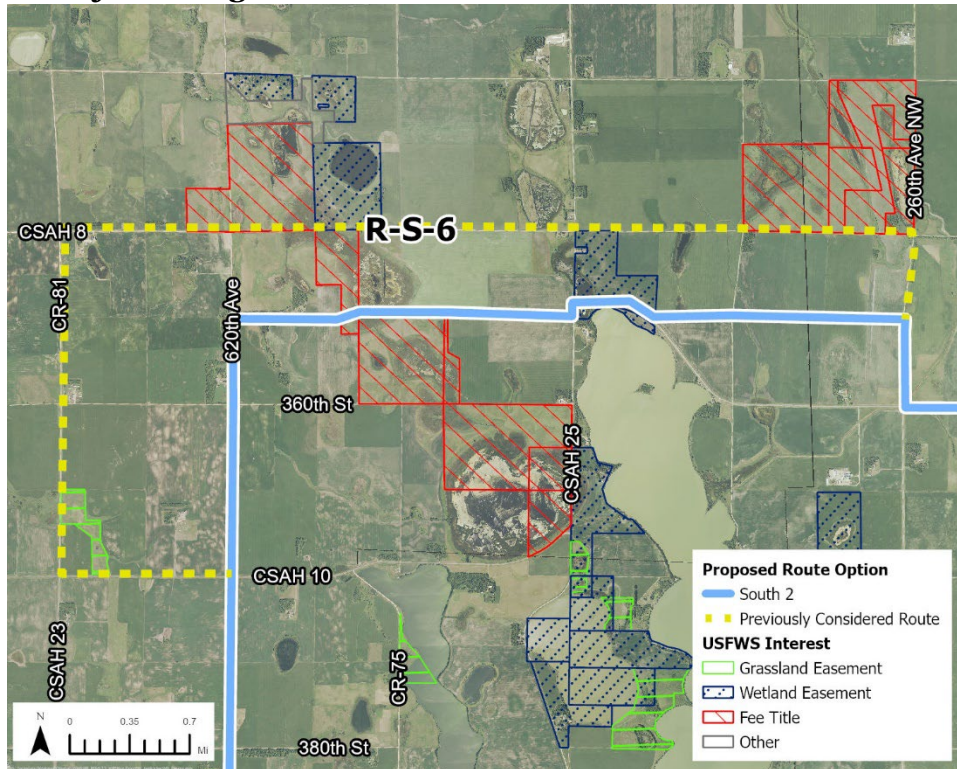 R-S-6
CSAH 8
260th Ave NW
CR-81
620th Ave
360th St
CSAH 25
CSAH 10
CSAH 23
CR-75
380th St
N
0 0.35 0.7
Mi
Proposed Route Option
South 2
Previously Considered Route
USFWS Interest
Grassland Easement
Wetland Easement
Fee Title
Other